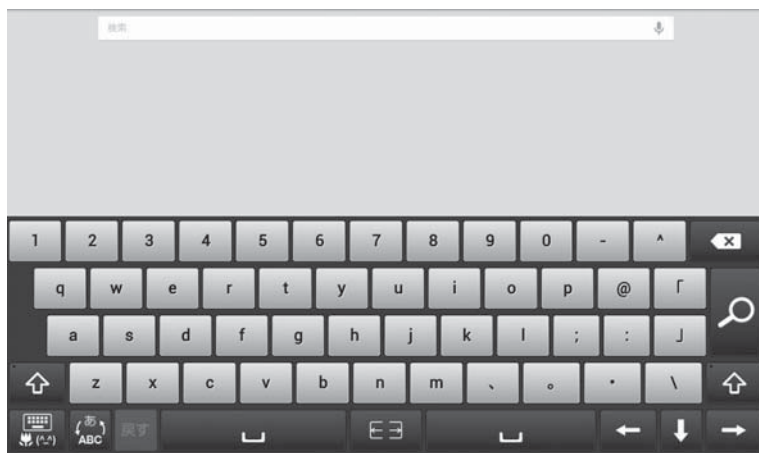 検索
1 2 3 4 5 6 7 8 9 0 - ^
q w e r t y u i o p @ 「
a s d f g h j k l ; : 」
z x c v b n m 、 。 ・ \
(^_^) あ ABC 戻す